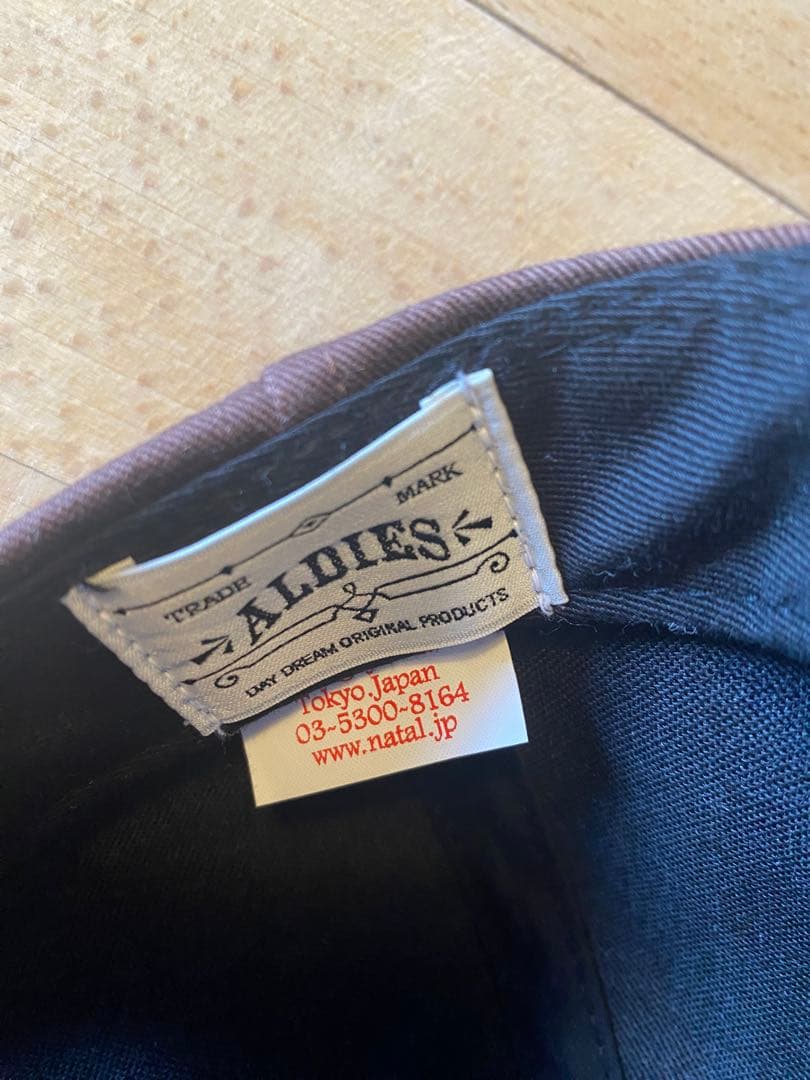 TRADE MARK
ALDIES
DAY DREAM ORIGINAL PRODUCTS
Tokyo.Japan
03~5300~8164
www.natal.jp